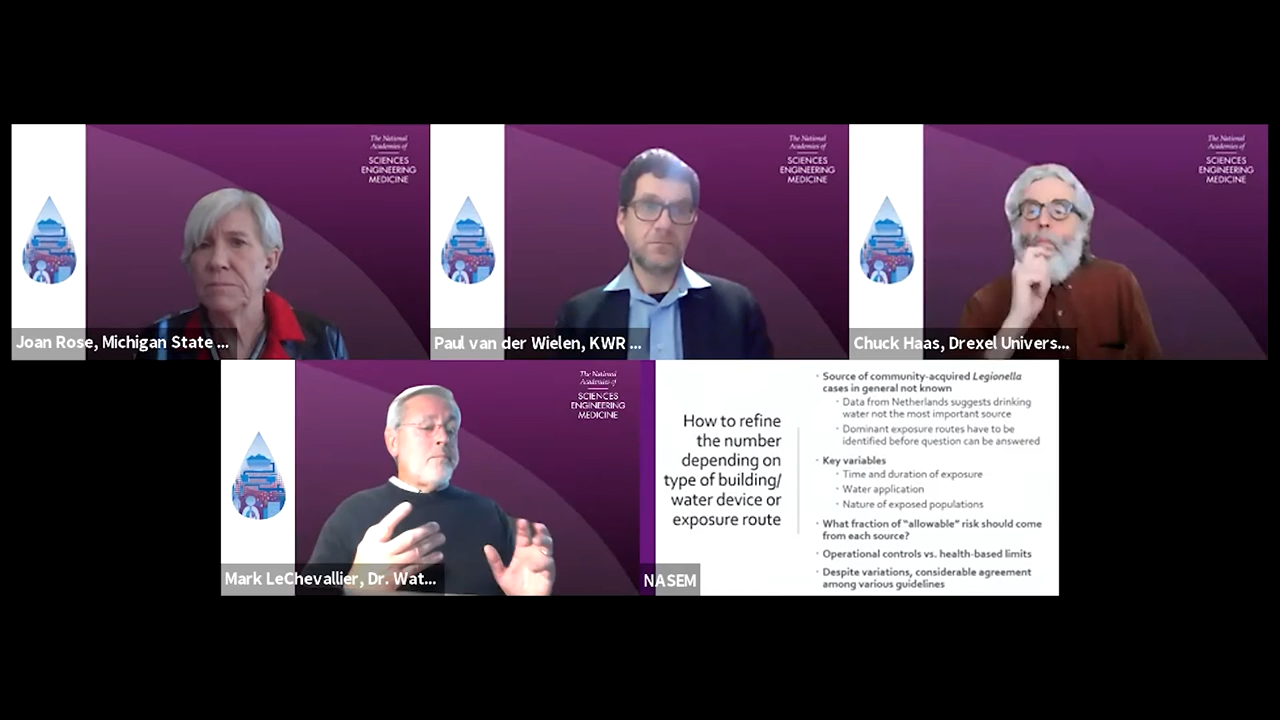 The National
Academies of
SCIENCES
ENGINEERING
MEDICINE
Joan Rose, Michigan State ...
The National
Academies of
SCIENCES
ENGINEERING
MEDICINE
Paul van der Wielen, KWR ...
The National
Academies of
SCIENCES
ENGINEERING
MEDICINE
Chuck Haas, Drexel Univers...
The National
Academies of
SCIENCES
ENGINEERING
MEDICINE
Mark LeChevallier, Dr. Wat...
How to refine
the number
depending on
type of building/
water device or
exposure route
· Source of community-acquired Legionella
cases in general not known
· Data from Netherlands suggests drinking
water not the most important source
· Dominant exposure routes have to be
identified before question can be answered
· Key variables
· Time and duration of exposure
· Water application
· Nature of exposed populations
· What fraction of “allowable” risk should come
from each source?
· Operational controls vs. health-based limits
· Despite variations, considerable agreement
among various guidelines
NASEM